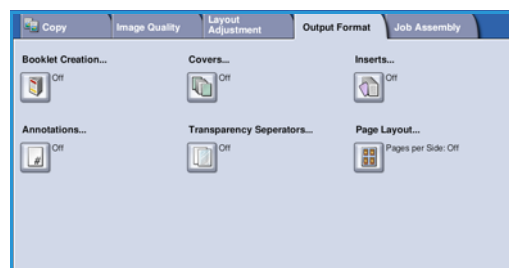 Copy
Image Quality
Layout
Adjustment
Output Format
Job Assembly
Booklet Creation...
Off
Covers...
Off
Inserts...
Off
Annotations...
Off
Transparency Seperators...
Off
Page Layout...
Pages per Side: Off